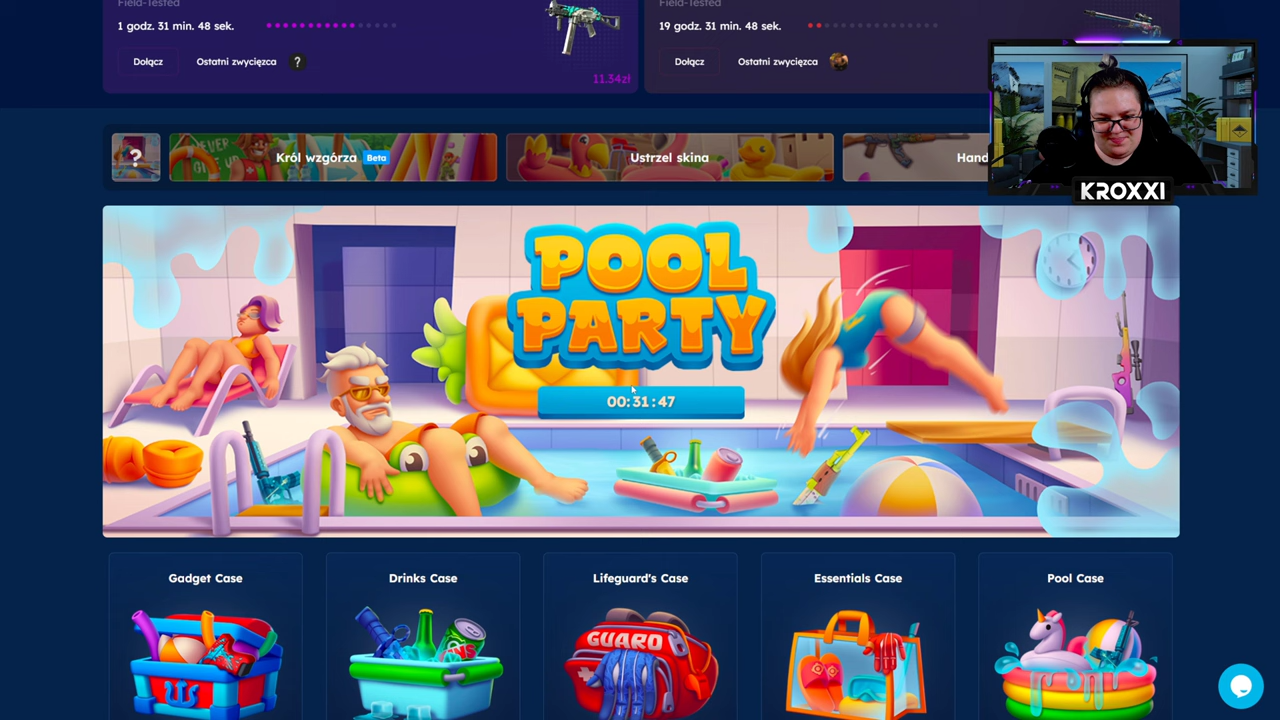 Field-Tested
1 godz. 31 min. 48 sek.
Dołącz
Ostatni zwycięzca
?
11.34zł
Field-Tested
19 godz. 31 min. 48 sek.
Dołącz
Ostatni zwycięzca
?
Król wzgórza Beta
Ustrzel skina
Hand
KROXXI
POOL
PARTY
00:31:47
Gadget Case
Drinks Case
Lifeguard's Case
Essentials Case
Pool Case
GUARD